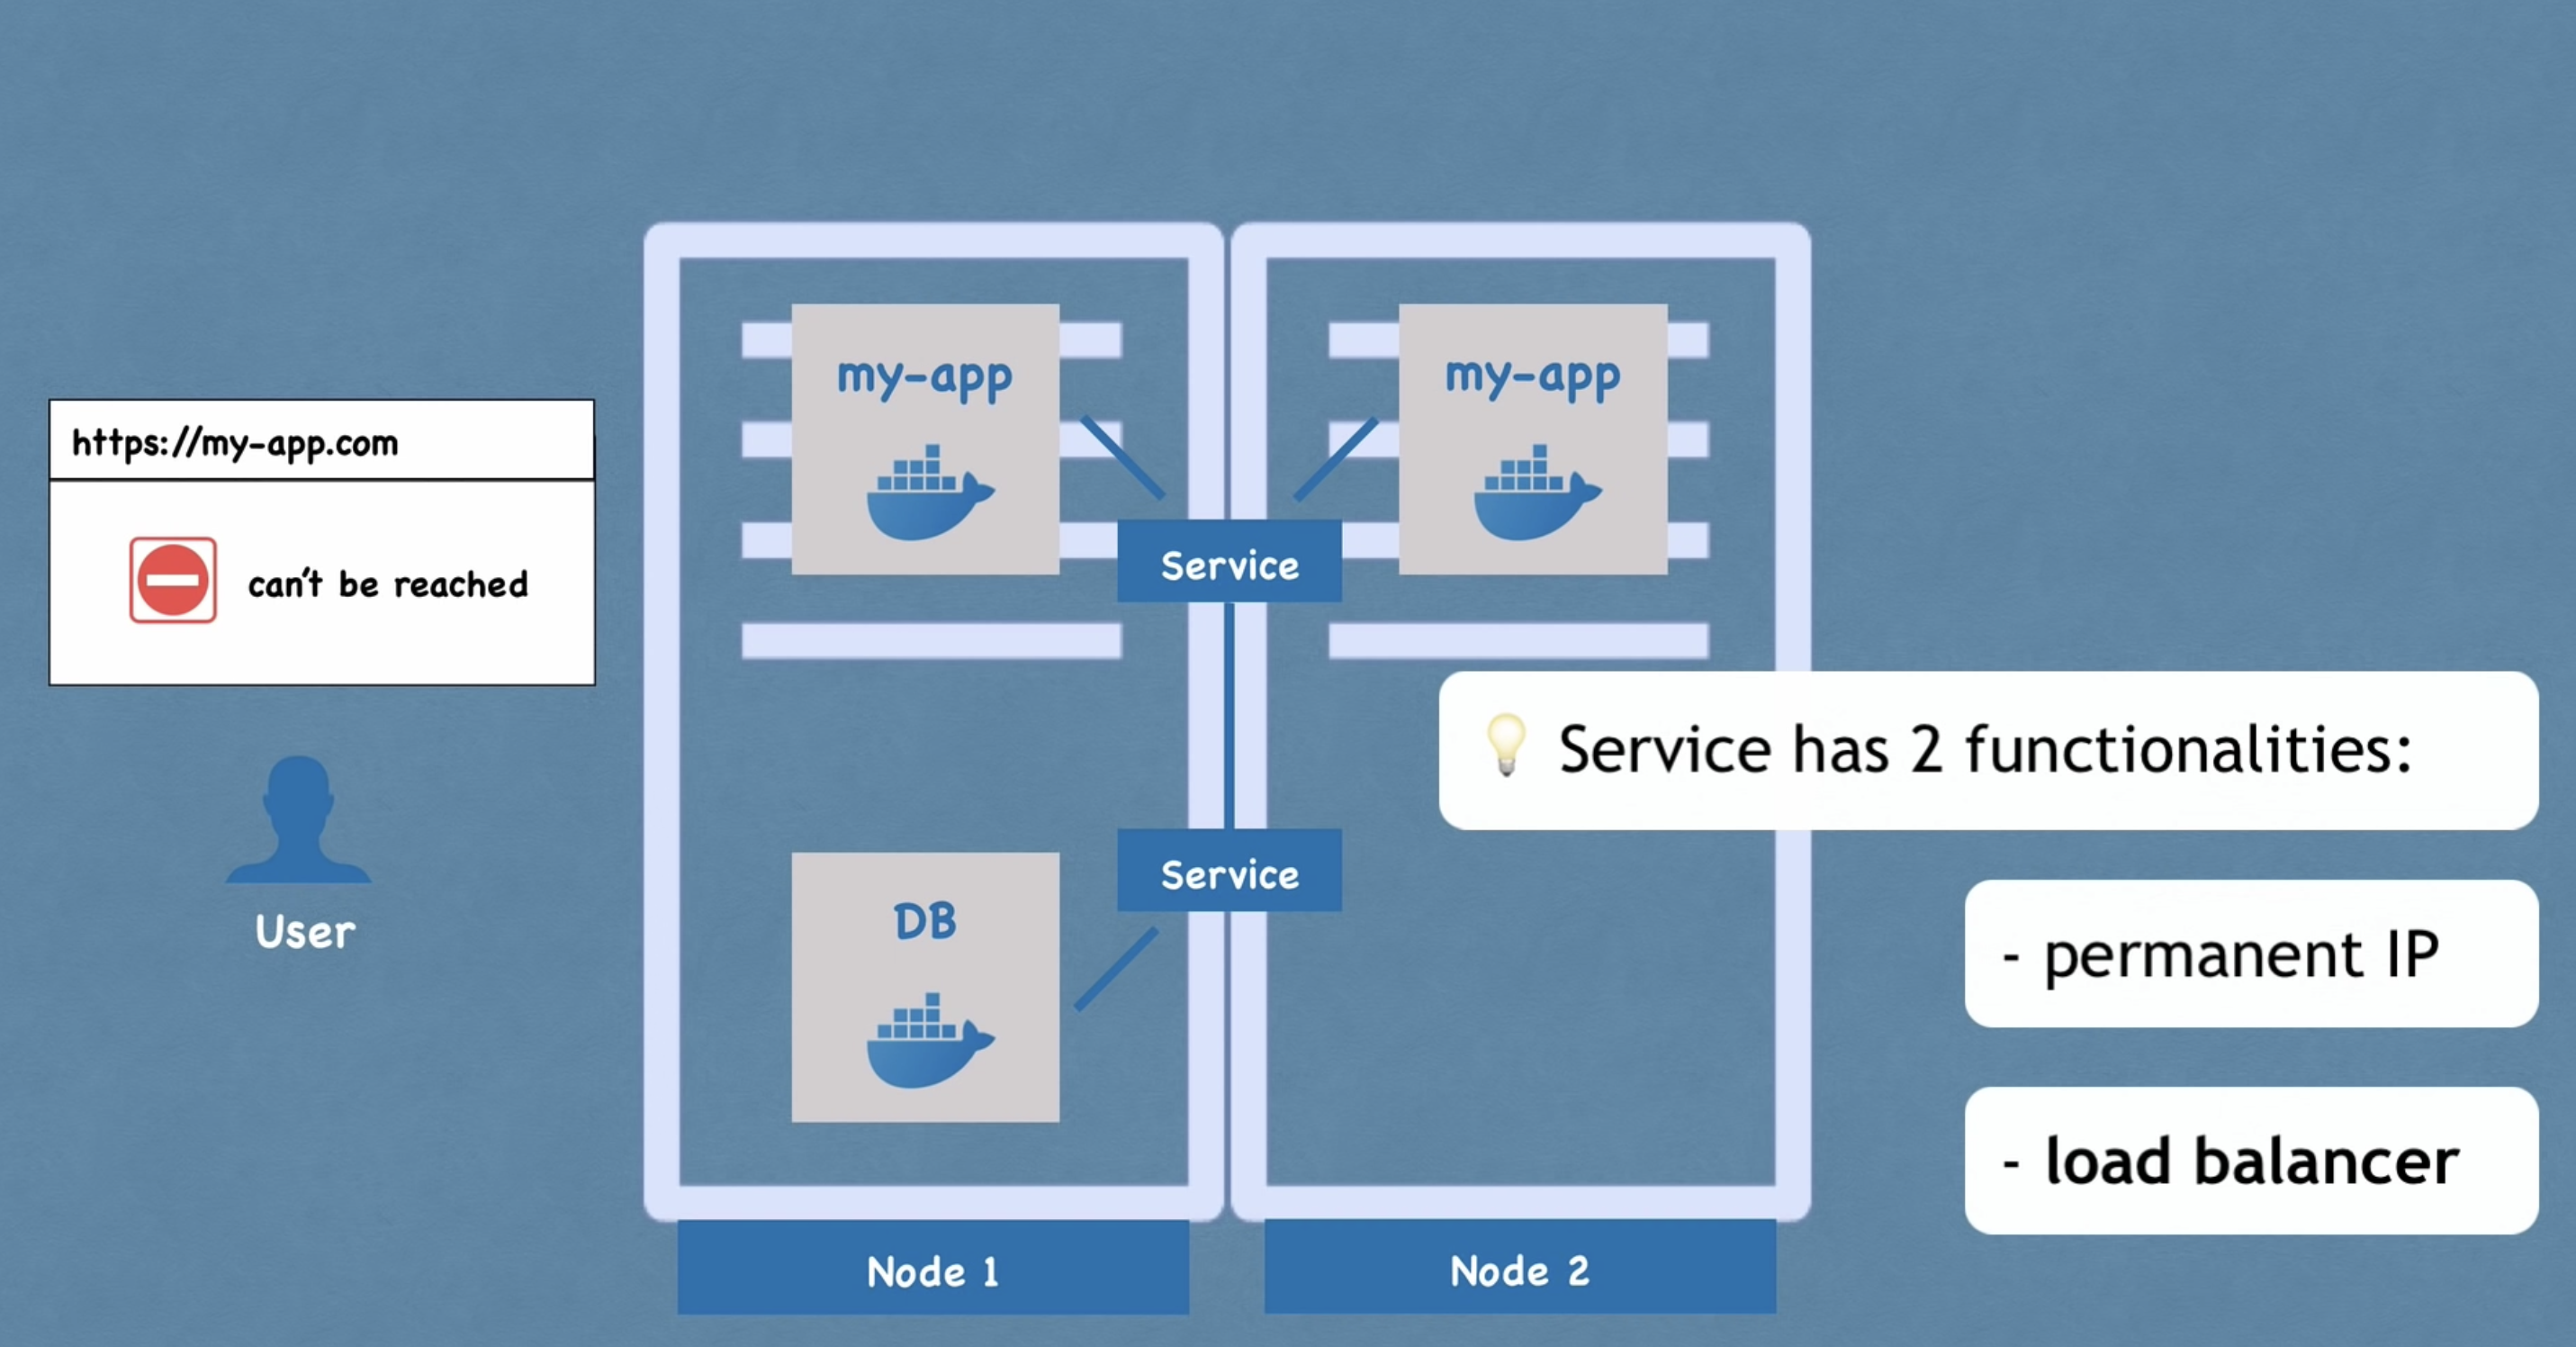 https://my-app.com
can't be reached
User
my-app
my-app
Service
Service
DB
Node 1
Node 2
💡 Service has 2 functionalities:
- permanent IP
- load balancer